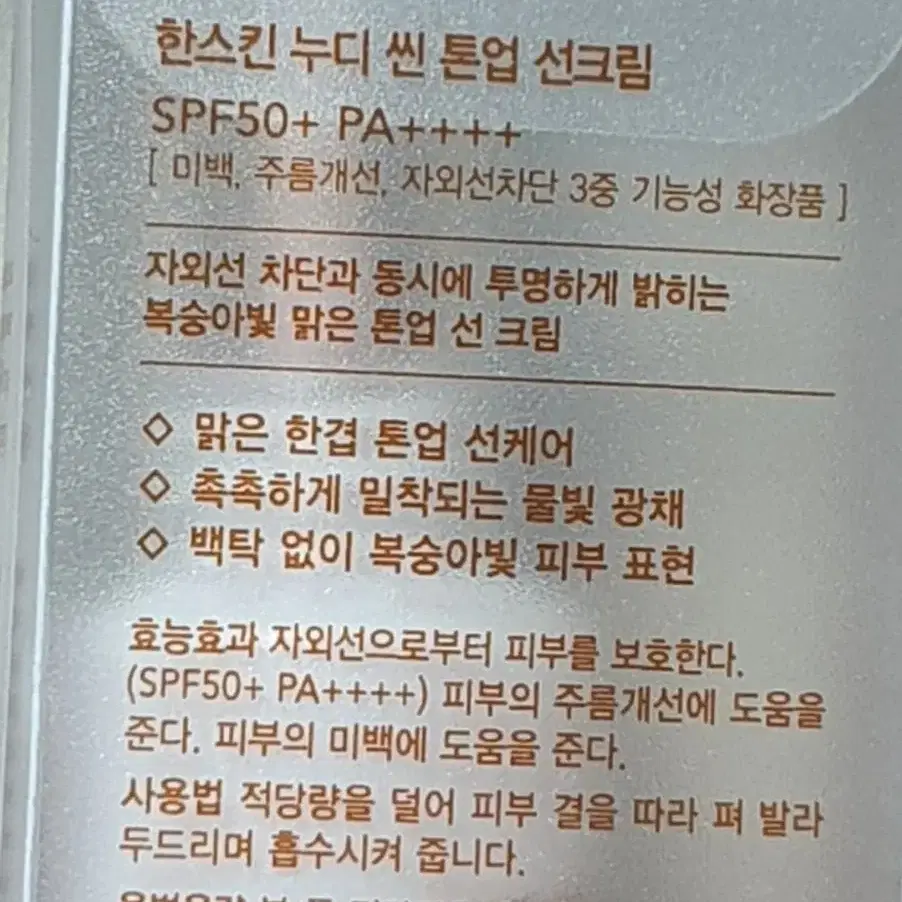 한스킨 누디 씬 톤업 선크림
SPF50+ PA++++
[ 미백, 주름개선, 자외선차단 3중 기능성 화장품 ]
자외선 차단과 동시에 투명하게 밝히는
복숭아빛 맑은 톤업 선 크림
◇ 맑은 한겹 톤업 선케어
◇ 촉촉하게 밀착되는 물빛 광채
◇ 백탁 없이 복숭아빛 피부 표현
효능효과 자외선으로부터 피부를 보호한다.
(SPF50+ PA++++) 피부의 주름개선에 도움을
준다. 피부의 미백에 도움을 준다.
사용법 적당량을 덜어 피부 결을 따라 펴 발라
두드리며 흡수시켜 줍니다.